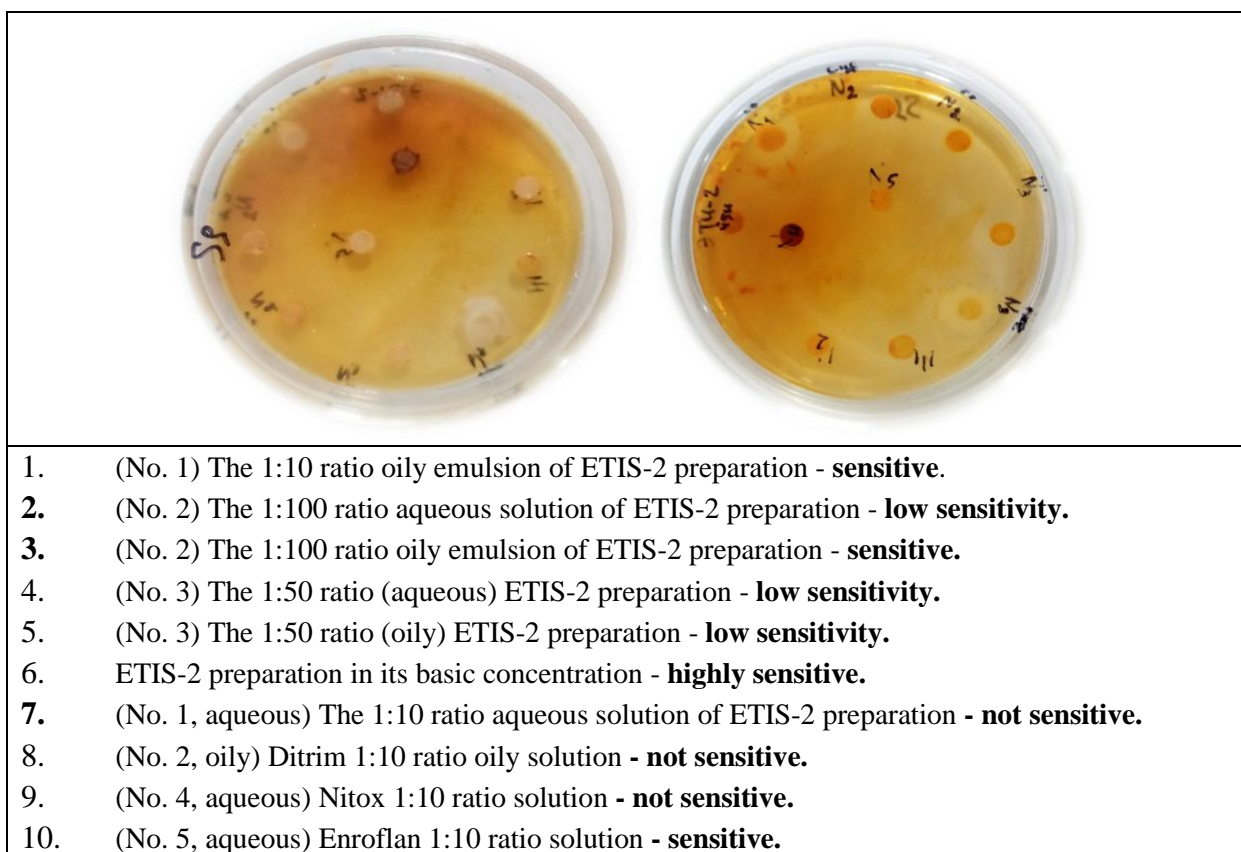 N2
1. (No. 1) The 1:10 ratio oily emulsion of ETIS-2 preparation - sensitive.
2. (No. 2) The 1:100 ratio aqueous solution of ETIS-2 preparation - low sensitivity.
3. (No. 2) The 1:100 ratio oily emulsion of ETIS-2 preparation - sensitive.
4. (No. 3) The 1:50 ratio (aqueous) ETIS-2 preparation - low sensitivity.
5. (No. 3) The 1:50 ratio (oily) ETIS-2 preparation - low sensitivity.
6. ETIS-2 preparation in its basic concentration - highly sensitive.
7. (No. 1, aqueous) The 1:10 ratio aqueous solution of ETIS-2 preparation - not sensitive.
8. (No. 2, oily) Ditrim 1:10 ratio oily solution - not sensitive.
9. (No. 4, aqueous) Nitox 1:10 ratio solution - not sensitive.
10. (No. 5, aqueous) Enroflan 1:10 ratio solution - sensitive.